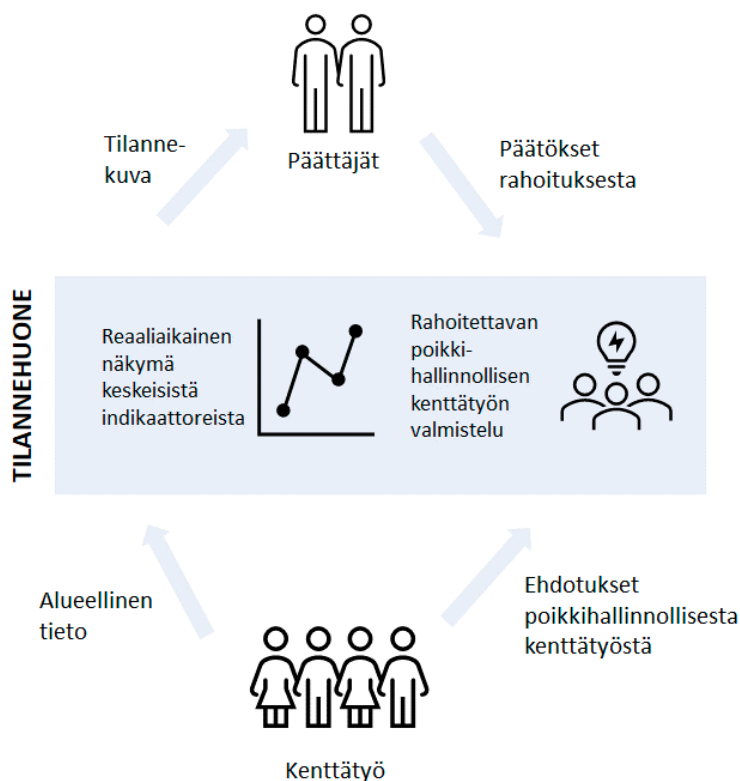 Tilanne-
kuva
Päättäjät
Päätökset
rahoituksesta
TILANNEHUONE
Reaaliaikainen
näkymä
keskeisistä
indikaattoreista
Rahoitettavan
poikki-
hallinnollisen
kenttätyön
valmistelu
Alueellinen
tieto
Ehdotukset
poikkihallinnollisesta
kenttätyöstä
Kenttätyö